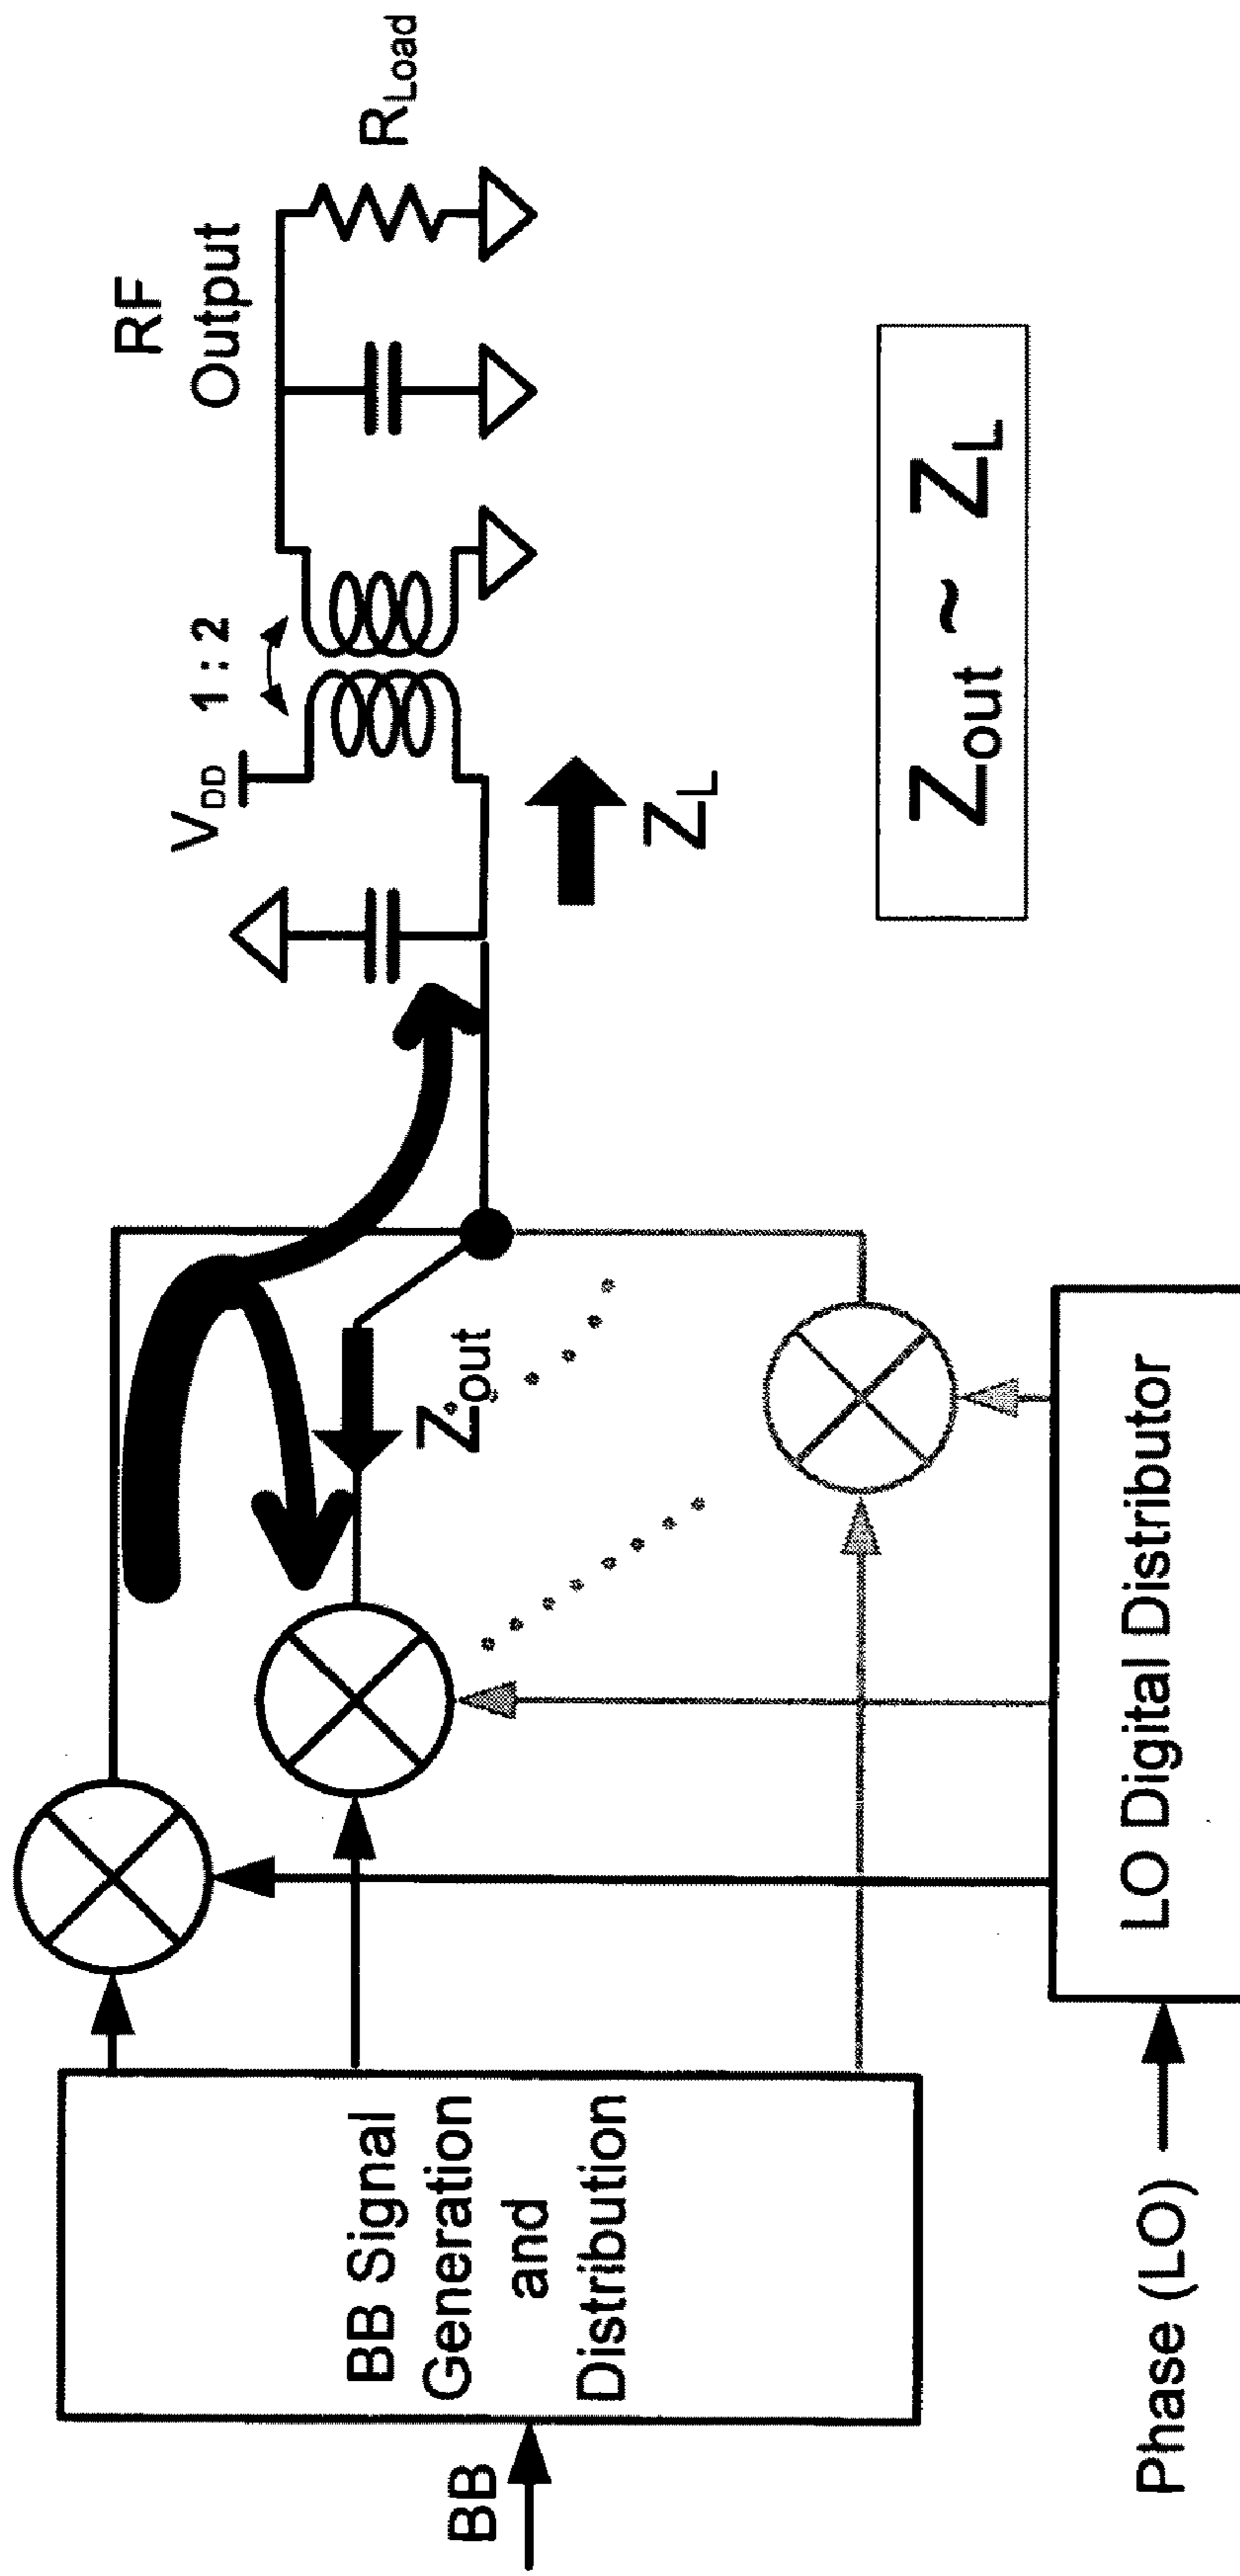 BB
BB Signal
Generation
and
Distribution
Phase (LO)
LO Digital Distributor
Zout
VDD
1 : 2
ZL
RF
Output
RLoad
Zout ~ ZL